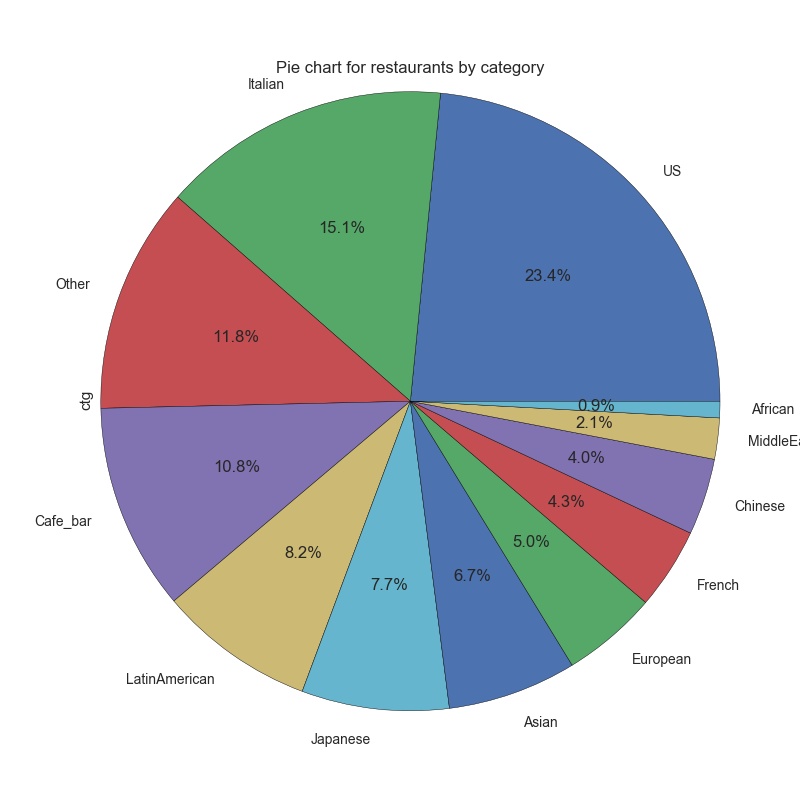 Pie chart for restaurants by category
Italian
US
15.1%
23.4%
Other
11.8%
ctg
0.9%
African
2.1%
MiddleEa
4.0%
10.8%
Chinese
4.3%
Cafe_bar
5.0%
8.2%
6.7%
7.7%
French
European
LatinAmerican
Asian
Japanese